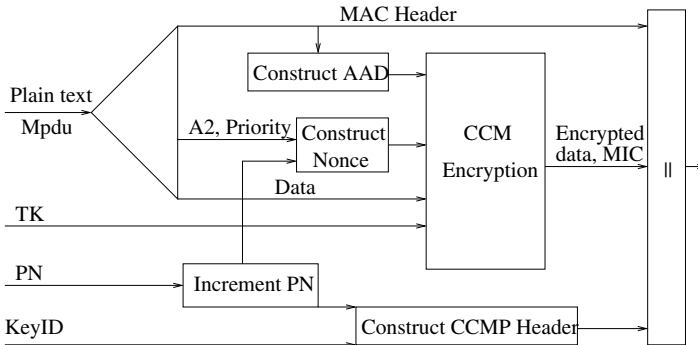 MAC Header
Construct AAD
Plain text
Mpdu
A2, Priority
Construct
Nonce
CCM
Encryption
Encrypted
data, MIC
||
Data
TK
PN
Increment PN
KeyID
Construct CCMP Header